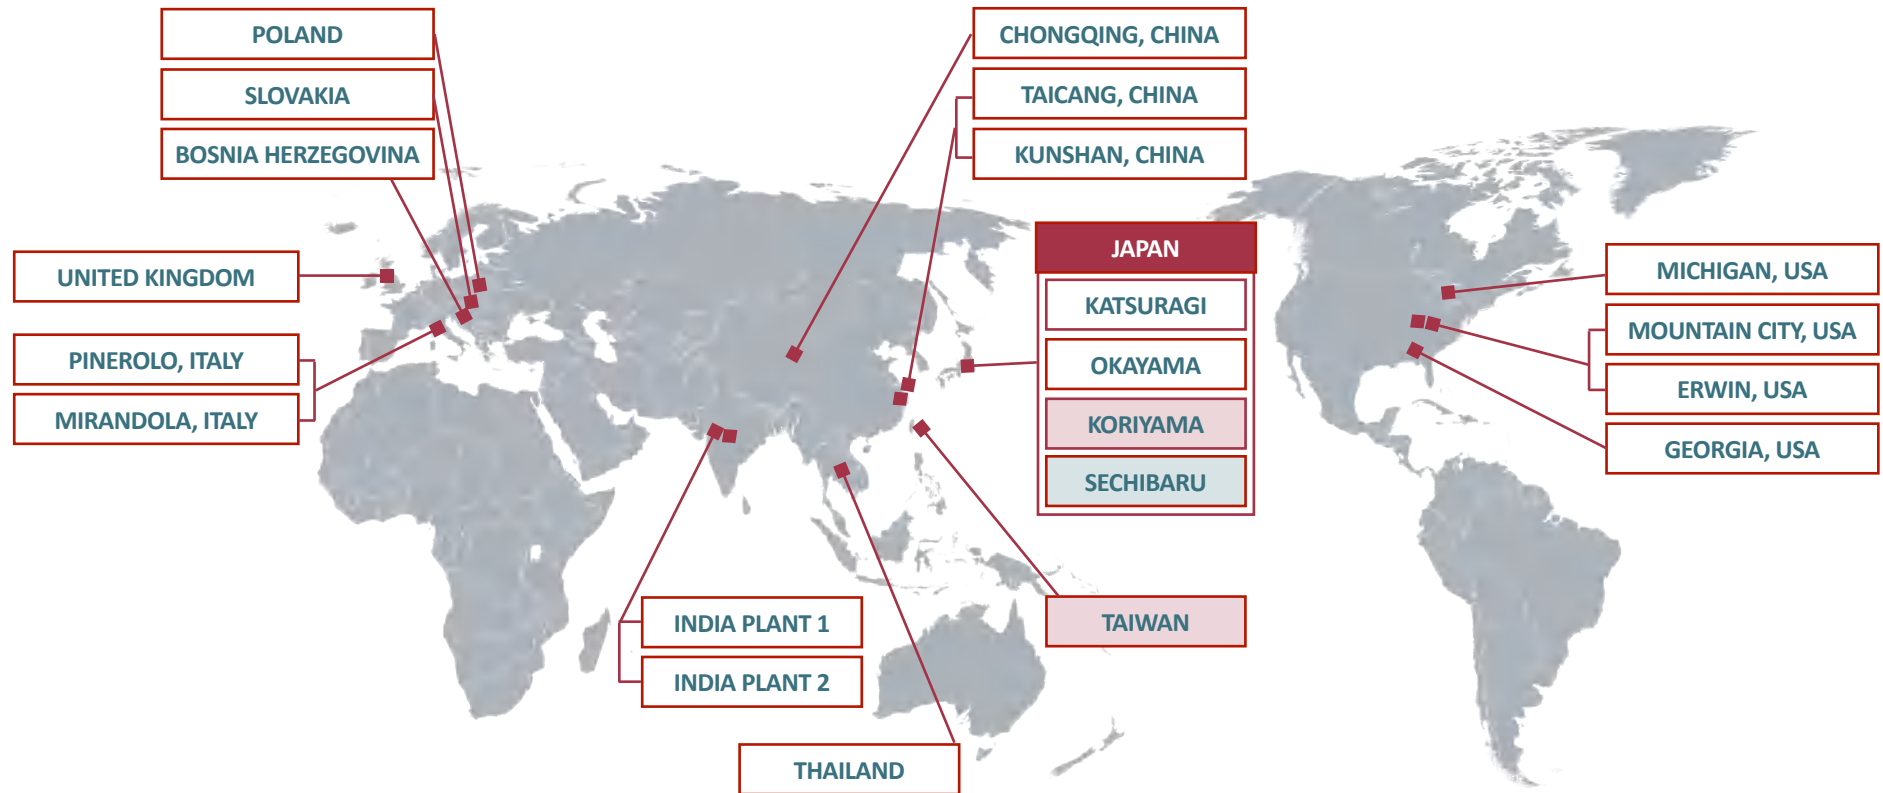 POLAND
SLOVAKIA
BOSNIA HERZEGOVINA
UNITED KINGDOM
PINEROLO, ITALY
MIRANDOLA, ITALY
CHONGQING, CHINA
TAICANG, CHINA
KUNSHAN, CHINA
JAPAN
KATSURAGI
OKAYAMA
KORIYAMA
SECHIBARU
TAIWAN
INDIA PLANT 1
INDIA PLANT 2
THAILAND
MICHIGAN, USA
MOUNTAIN CITY, USA
ERWIN, USA
GEORGIA, USA